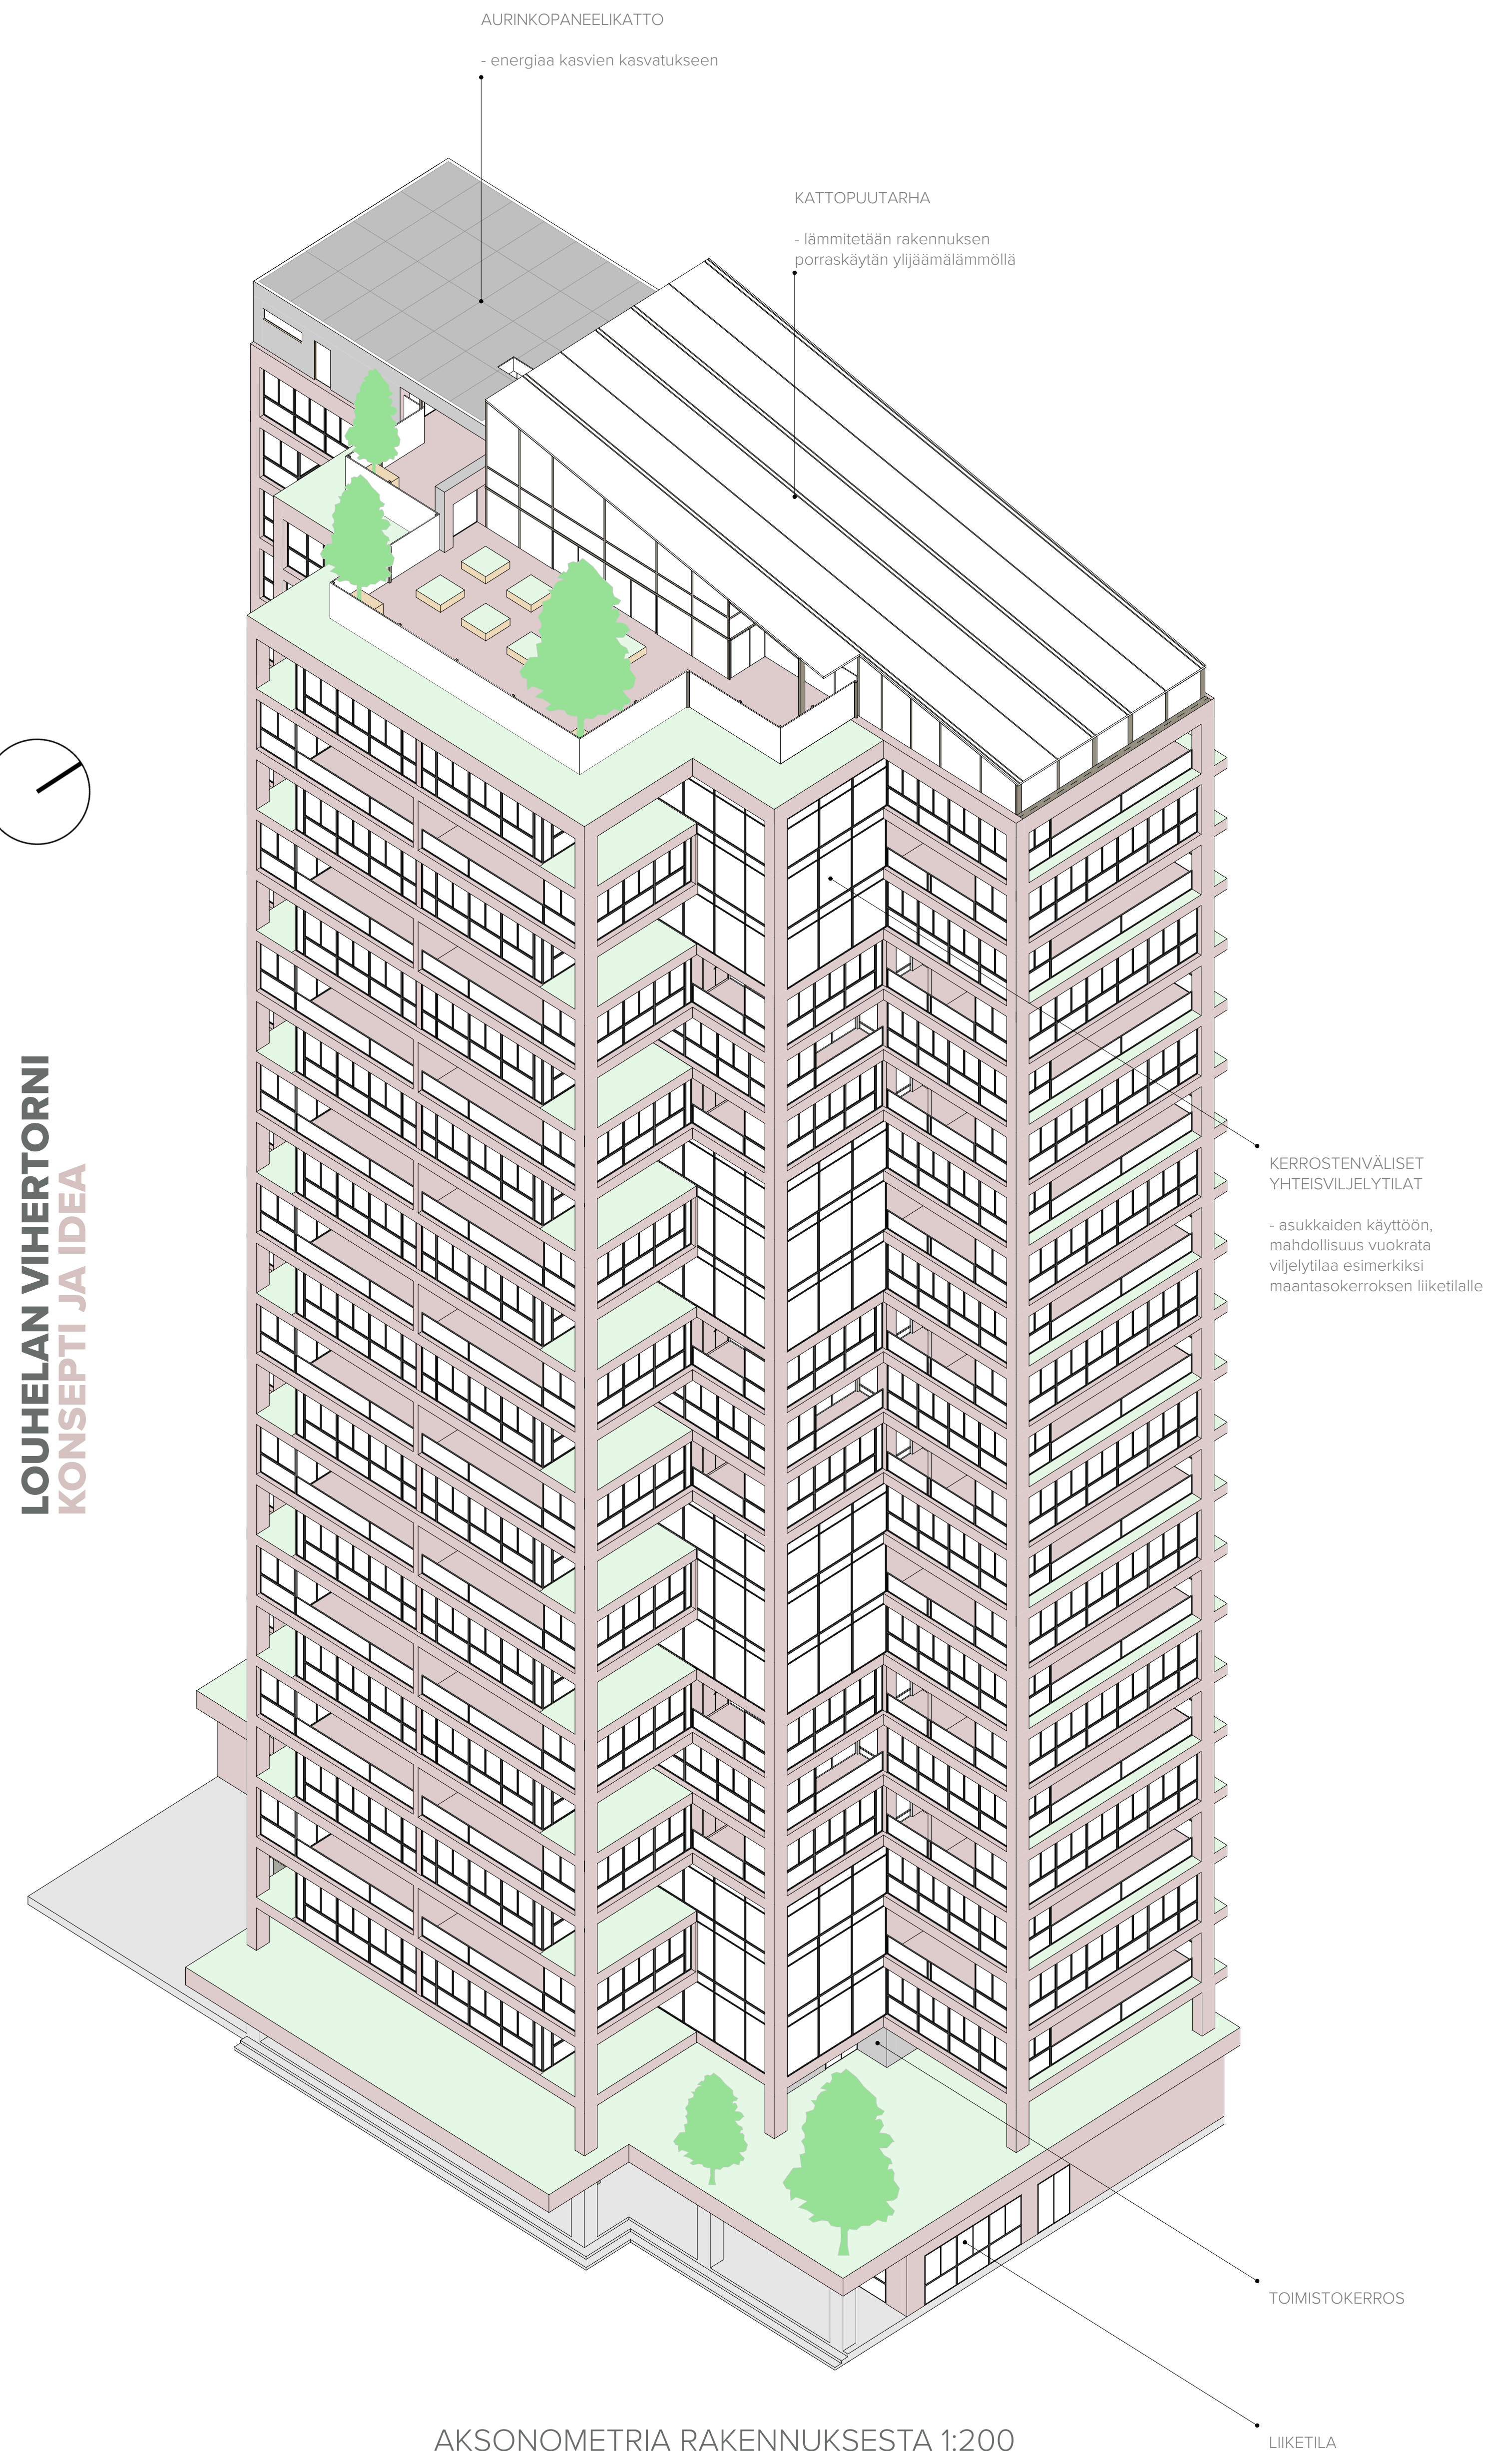 AURINKOPANEELIKATTO
- energiaa kasvien kasvatukseen
KATTOPUUTARHA
- lämmitetään rakennuksen
porraskäytän ylijäämälämmöllä
LOUHELAN VIHERTORNI
KONSEPTI JA IDEA
KERROSTENVÄLISET
YHTEISVILJELYTILAT
- asukkaiden käyttöön,
mahdollisuus vuokrata
viljelytilaa esimerkiksi
maantasokerroksen liiketilalle
TOIMISTOKERROS
LIIKETILA
AKSONOMETRIA RAKENNUKSESTA 1:200